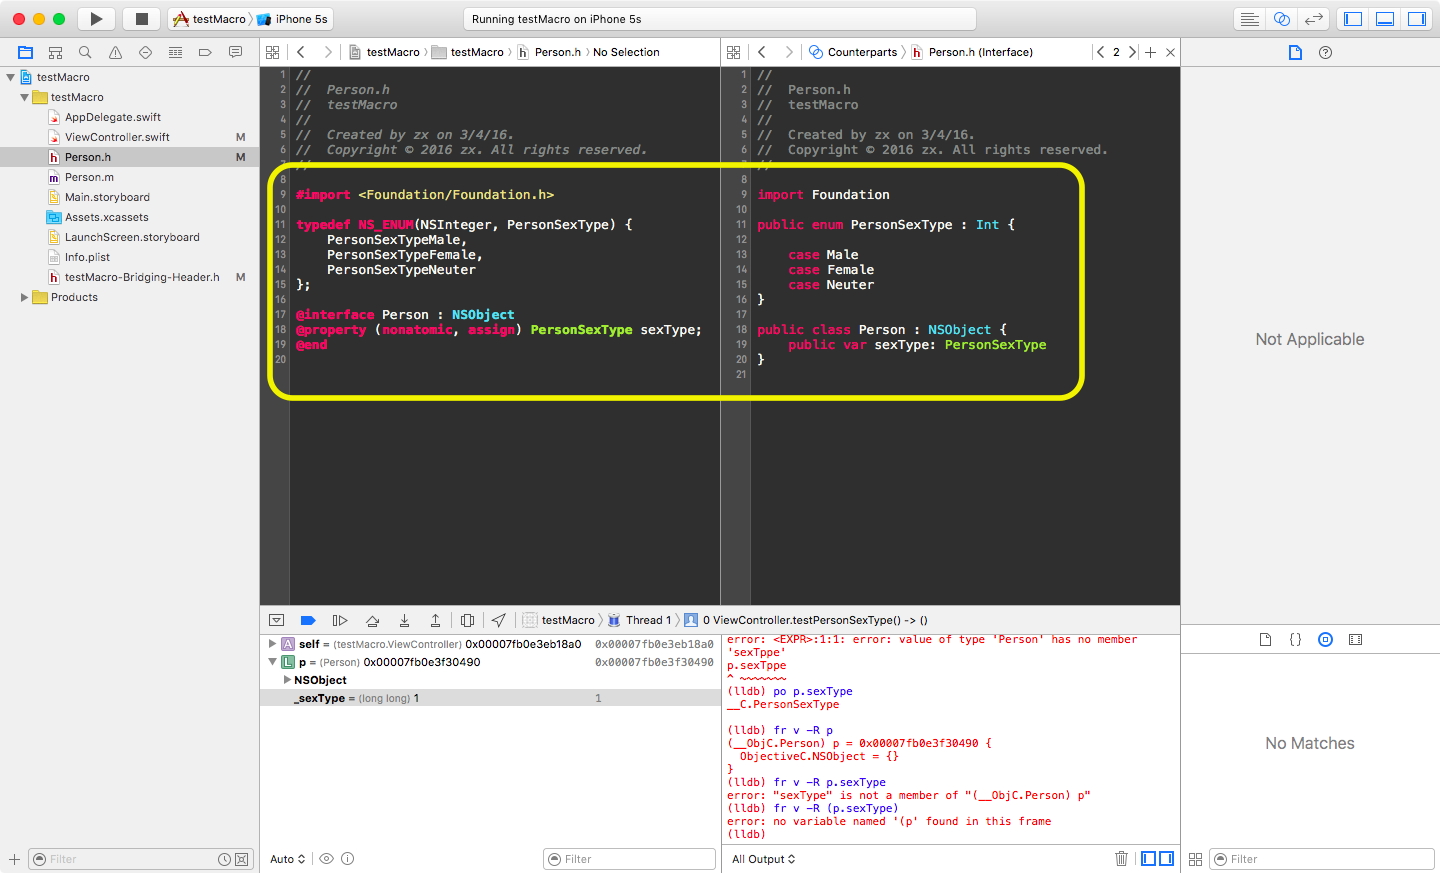 testMacro iPhone 5s
Running testMacro on iPhone 5s
testMacro testMacro Person.h No Selection
Counterparts Person.h (Interface) 2
testMacro
testMacro
AppDelegate.swift
ViewController.swift M
Person.h M
Person.m
Main.storyboard
Assets.xcassets
LaunchScreen.storyboard
Info.plist
testMacro-Bridging-Header.h M
Products
Filter
1 //
2 // Person.h
3 // testMacro
4 //
5 // Created by zx on 3/4/16.
6 // Copyright © 2016 zx. All rights reserved.
7 //
8
9 #import <Foundation/Foundation.h>
10
11 typedef NS_ENUM(NSInteger, PersonSexType) {
12 PersonSexTypeMale,
13 PersonSexTypeFemale,
14 PersonSexTypeNeuter
15 };
16
17 @interface Person : NSObject
18 @property (nonatomic, assign) PersonSexType sexType;
19 @end
20
1 //
2 // Person.h
3 // testMacro
4 //
5 // Created by zx on 3/4/16.
6 // Copyright © 2016 zx. All rights reserved.
7 //
8
9 import Foundation
10
11 public enum PersonSexType : Int {
12
13 case Male
14 case Female
15 case Neuter
16 }
17
18 public class Person : NSObject {
19 public var sexType: PersonSexType
20 }
21
Not Applicable
No Matches
Filter
testMacro Thread 1 0 ViewController.testPersonSexType() -> ()
A self = (testMacro.ViewController) 0x00007fb0e3eb18a0 0x00007fb0e3eb18a0
L p = (Person) 0x00007fb0e3f30490 0x00007fb0e3f30490
NSObject
_sexType = (long long) 1 1
Auto
Filter
error: <EXPR>:1:1: error: value of type 'Person' has no member
'sexTppe'
p.sexTppe
^ ~~~~~~~
(lldb) po p.sexType
__C.PersonSexType
(lldb) fr v -R p
(__ObjC.Person) p = 0x00007fb0e3f30490 {
ObjectiveC.NSObject = {}
}
(lldb) fr v -R p.sexType
error: "sexType" is not a member of "(__ObjC.Person) p"
(lldb) fr v -R (p.sexType)
error: no variable named '(p' found in this frame
(lldb)
All Output